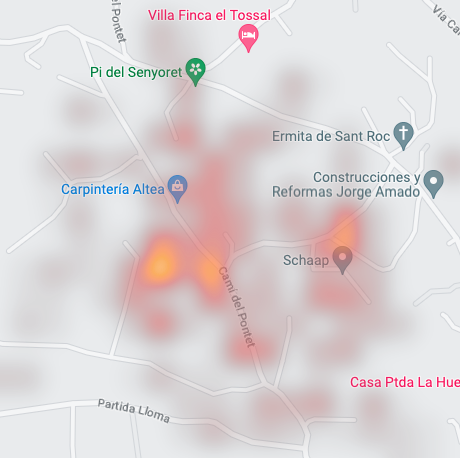 Villa Finca el Tossal
del Pontet
Via Ca
Pi del Senyoret
Ermita de Sant Roc
Construcciones y
Reformas Jorge Amado
Carpintería Altea
Schaap
Camí del Pontet
Casa Ptda La Hue
Partida Lloma